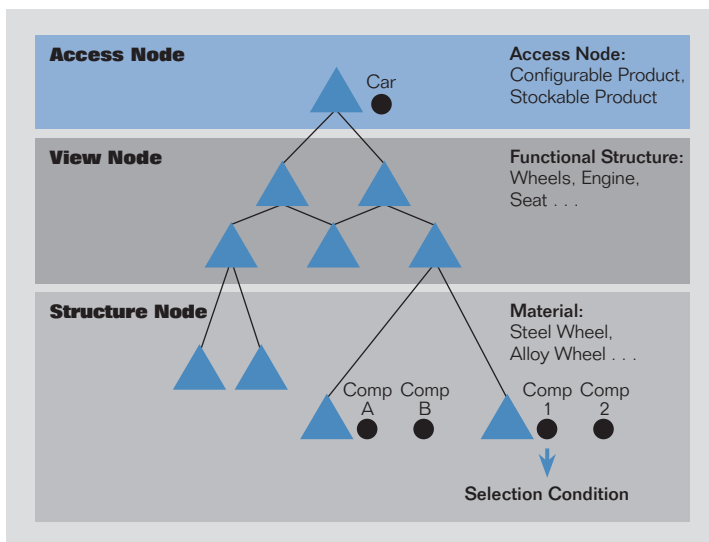 Access Node
Access Node:
Configurable Product,
Stockable Product
Car
View Node
Functional Structure:
Wheels, Engine,
Seat . . .
Structure Node
Material:
Steel Wheel,
Alloy Wheel . . .
Comp
A
Comp
B
Comp
1
Comp
2
Selection Condition